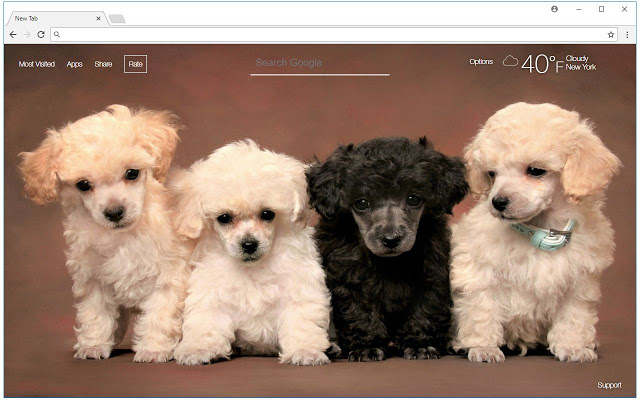 New Tab
Most Visited Apps Share Rate
Search Google
Options 40°F Cloudy
New York
Support